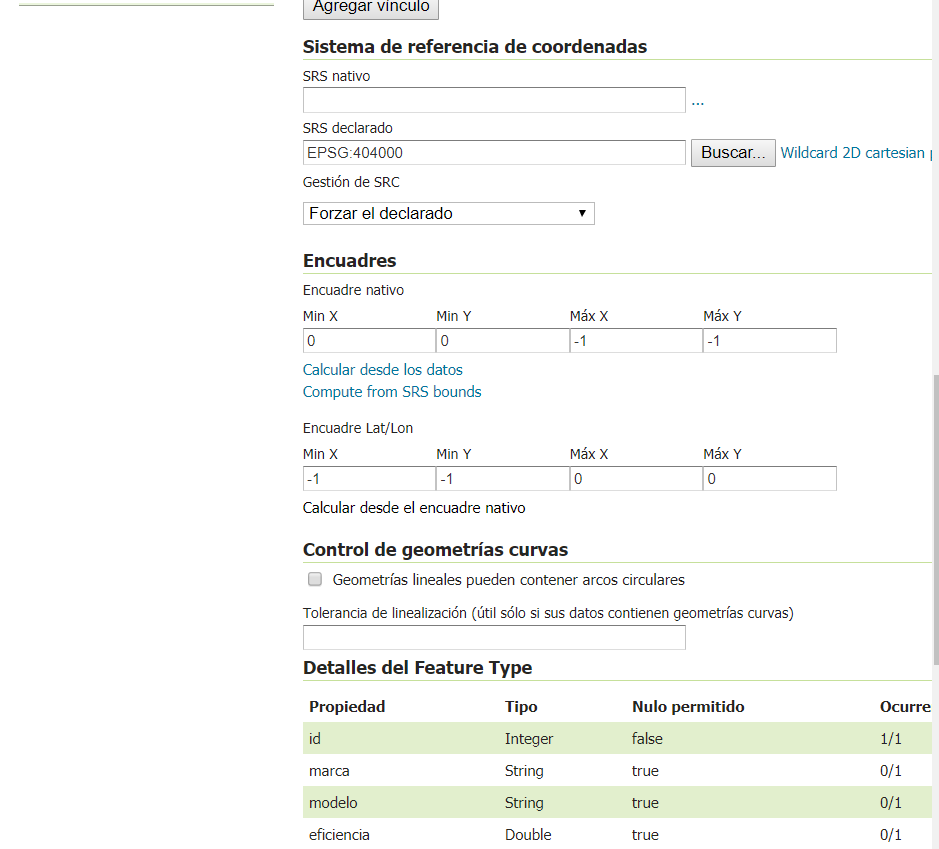 Agregar vínculo
Sistema de referencia de coordenadas
SRS nativo
...
SRS declarado
EPSG:404000 Buscar... Wildcard 2D cartesian
Gestión de SRC
Forzar el declarado
Encuadres
Encuadre nativo
Min X Min Y Máx X Máx Y
0 0 -1 -1
Calcular desde los datos
Compute from SRS bounds
Encuadre Lat/Lon
Min X Min Y Máx X Máx Y
-1 -1 0 0
Calcular desde el encuadre nativo
Control de geometrías curvas
Geometrías lineales pueden contener arcos circulares
Tolerancia de linealización (útil sólo si sus datos contienen geometrías curvas)
Detalles del Feature Type
Propiedad Tipo Nulo permitido Ocurre
id Integer false 1/1
marca String true 0/1
modelo String true 0/1
eficiencia Double true 0/1